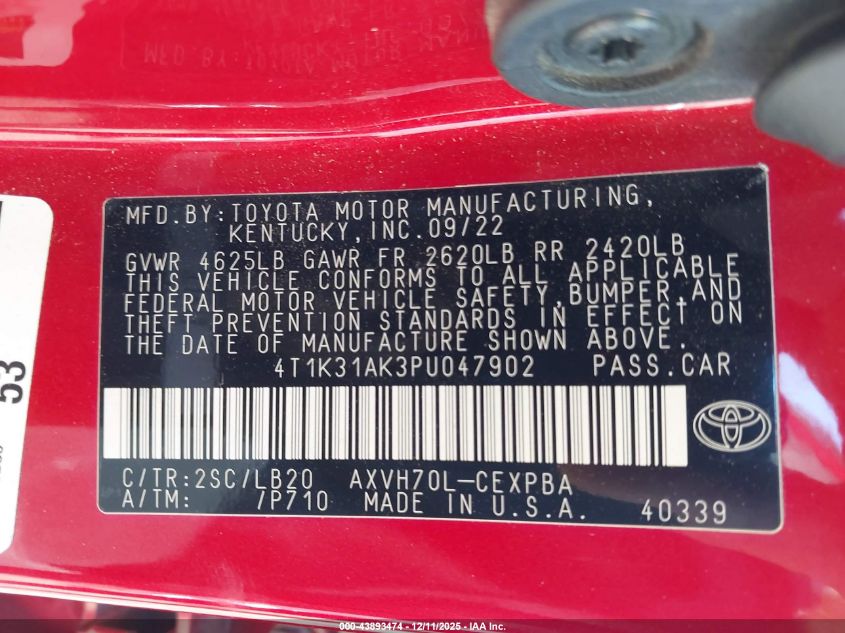 MFD.BY:TOYOTA MOTOR MANUFACTURING,
KENTUCKY,INC.09/22
GVWR 4625LB GAWR FR 2620LB RR 2420LB
THIS VEHICLE CONFORMS TO ALL APPLICABLE
FEDERAL MOTOR VEHICLE SAFETY,BUMPER,AND
THEFT PREVENTION STANDARDS IN EFFECT ON
THE DATE OF MANUFACTURE SHOWN ABOVE.
4T1K31AK3PU047902 PASS.CAR
C/TR:2SC/LB20 AXVH70L-CEXPBA
A/TM: /P710 MADE IN U.S.A. 40339
53
000-43893474 - 12/11/2025 - IAA Inc.